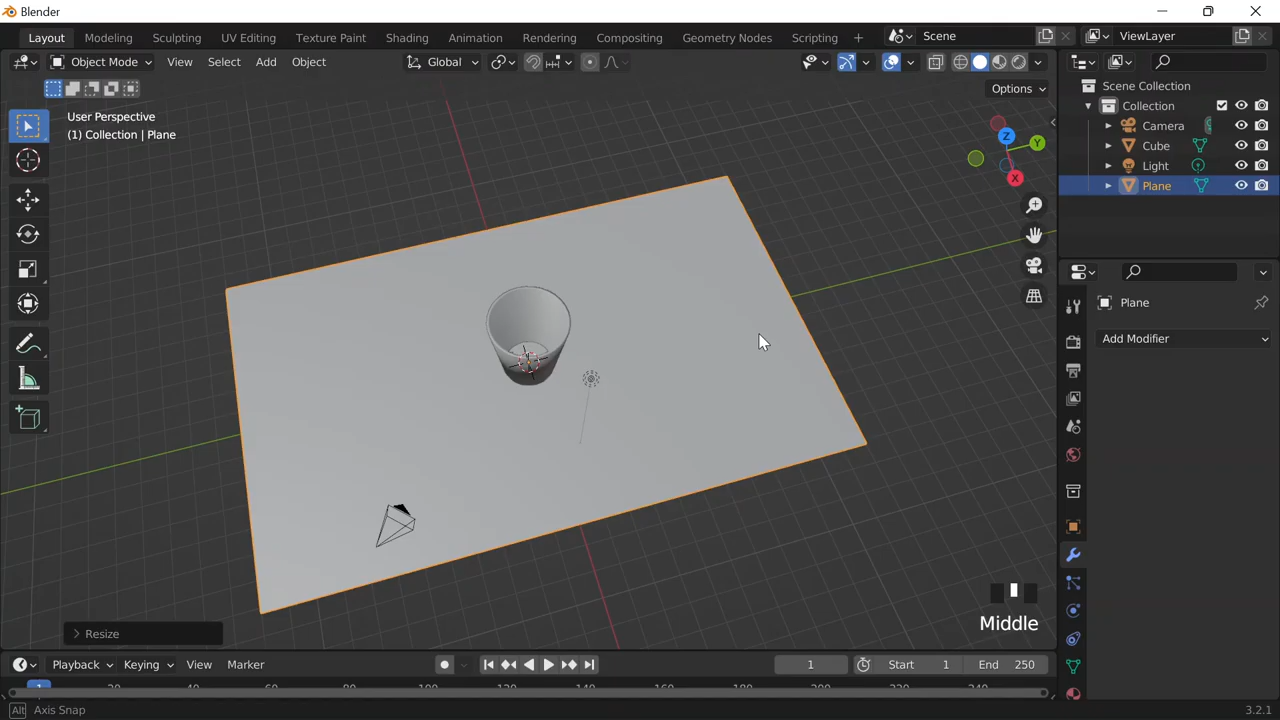 Blender
Layout Modeling Sculpting UV Editing Texture Paint Shading Animation Rendering Compositing Geometry Nodes Scripting + Scene ViewLayer
Object Mode View Select Add Object Global
Options
User Perspective
(1) Collection | Plane
Z
Y
X
Scene Collection
Collection
Camera
Cube
Light
Plane
Plane
Add Modifier
Middle
Resize
Playback Keying View Marker 1 Start 1 End 250
1
Alt Axis Snap 3.2.1